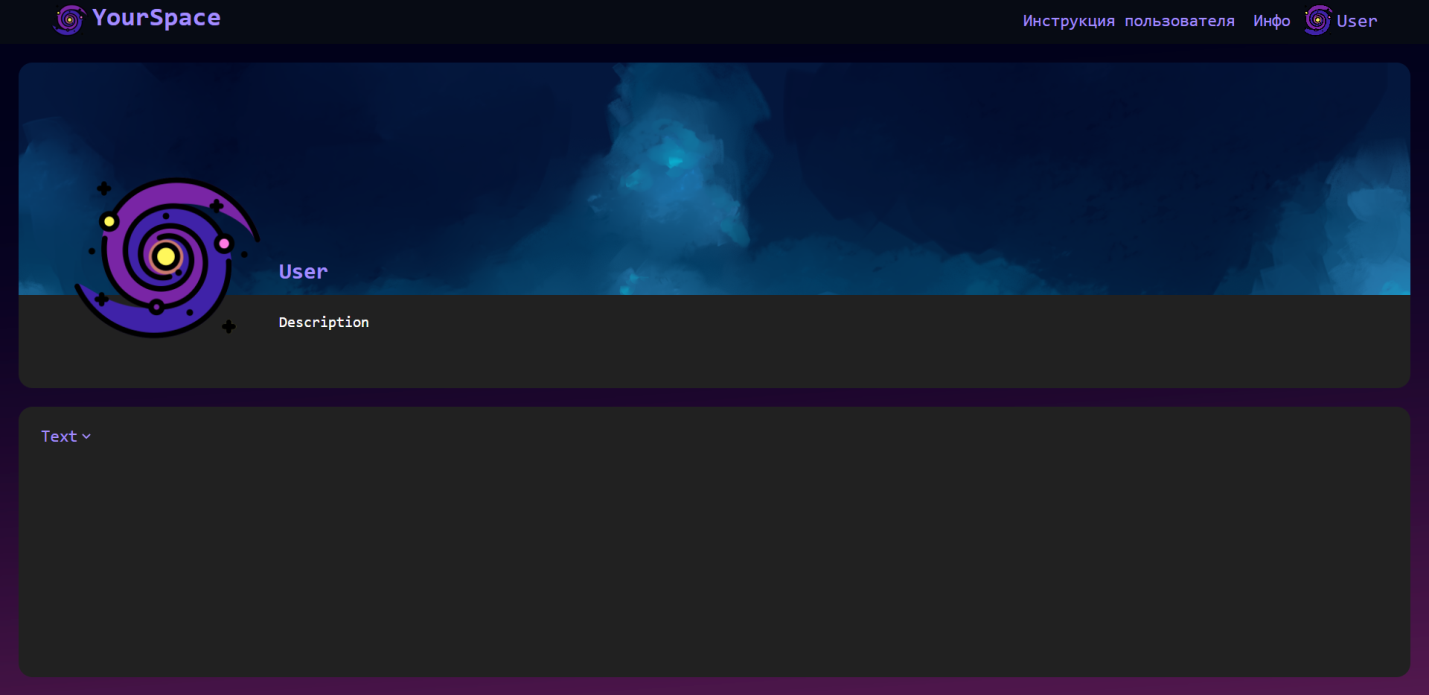 YourSpace
Инструкция пользователя Инфо User
User
Description
Text